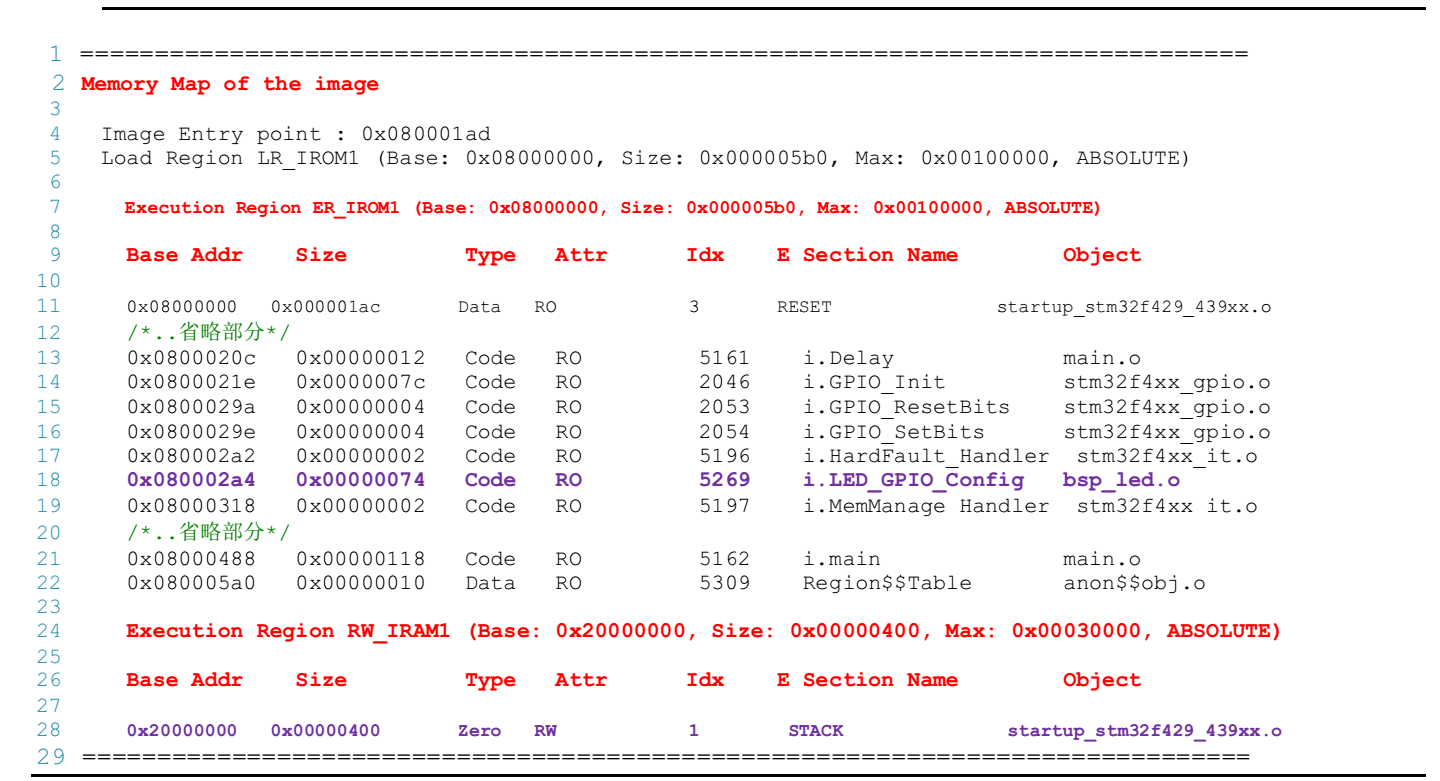 1 ==============================================================================
2 Memory Map of the image
3
4 Image Entry point : 0x080001ad
5 Load Region LR_IROM1 (Base: 0x08000000, Size: 0x000005b0, Max: 0x00100000, ABSOLUTE)
6
7 Execution Region ER_IROM1 (Base: 0x08000000, Size: 0x000005b0, Max: 0x00100000, ABSOLUTE)
8
9 Base Addr Size Type Attr Idx E Section Name Object
10
11 0x08000000 0x000001ac Data RO 3 RESET startup_stm32f429_439xx.o
12 /*..省略部分*/
13 0x0800020c 0x00000012 Code RO 5161 i.Delay main.o
14 0x0800021e 0x0000007c Code RO 2046 i.GPIO_Init stm32f4xx_gpio.o
15 0x0800029a 0x00000004 Code RO 2053 i.GPIO_ResetBits stm32f4xx_gpio.o
16 0x0800029e 0x00000004 Code RO 2054 i.GPIO_SetBits stm32f4xx_gpio.o
17 0x080002a2 0x00000002 Code RO 5196 i.HardFault_Handler stm32f4xx_it.o
18 0x080002a4 0x00000074 Code RO 5269 i.LED_GPIO_Config bsp_led.o
19 0x08000318 0x00000002 Code RO 5197 i.MemManage Handler stm32f4xx it.o
20 /*..省略部分*/
21 0x08000488 0x00000118 Code RO 5162 i.main main.o
22 0x080005a0 0x00000010 Data RO 5309 Region$$Table anon$$obj.o
23
24 Execution Region RW_IRAM1 (Base: 0x20000000, Size: 0x00000400, Max: 0x00030000, ABSOLUTE)
25
26 Base Addr Size Type Attr Idx E Section Name Object
27
28 0x20000000 0x00000400 Zero RW 1 STACK startup_stm32f429_439xx.o
29 ==============================================================================